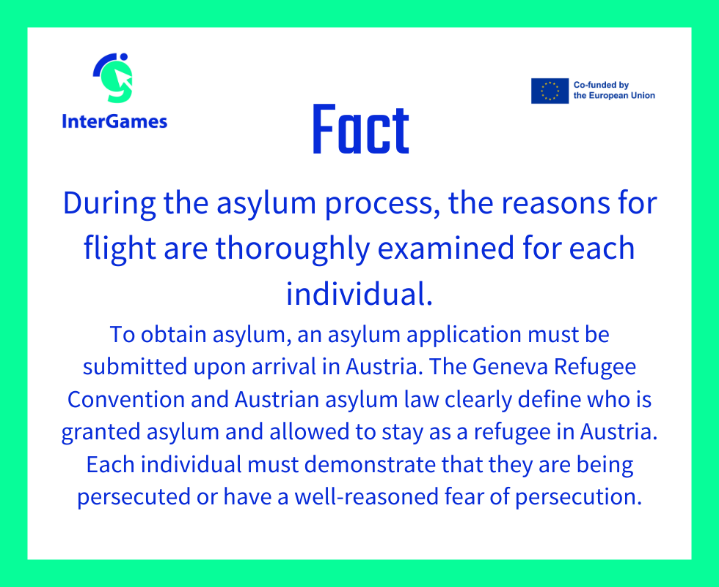 InterGames
Co-funded by
the European Union
Fact
During the asylum process, the reasons for
flight are thoroughly examined for each
individual.
To obtain asylum, an asylum application must be
submitted upon arrival in Austria. The Geneva Refugee
Convention and Austrian asylum law clearly define who is
granted asylum and allowed to stay as a refugee in Austria.
Each individual must demonstrate that they are being
persecuted or have a well-reasoned fear of persecution.